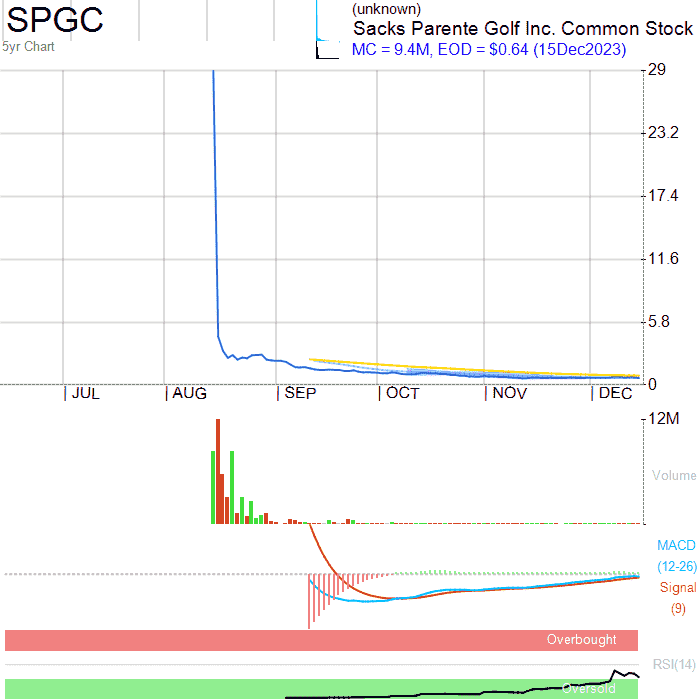 SPGC
5yr Chart
(unknown)
Sacks Parente Golf Inc. Common Stock
MC = 9.4M, EOD = $0.64 (15Dec2023)
29
23.2
17.4
11.6
5.8
0
JUL AUG SEP OCT NOV DEC
12M
Volume
MACD
(12-26)
Signal
(9)
Overbought
RSI(14)
Oversold